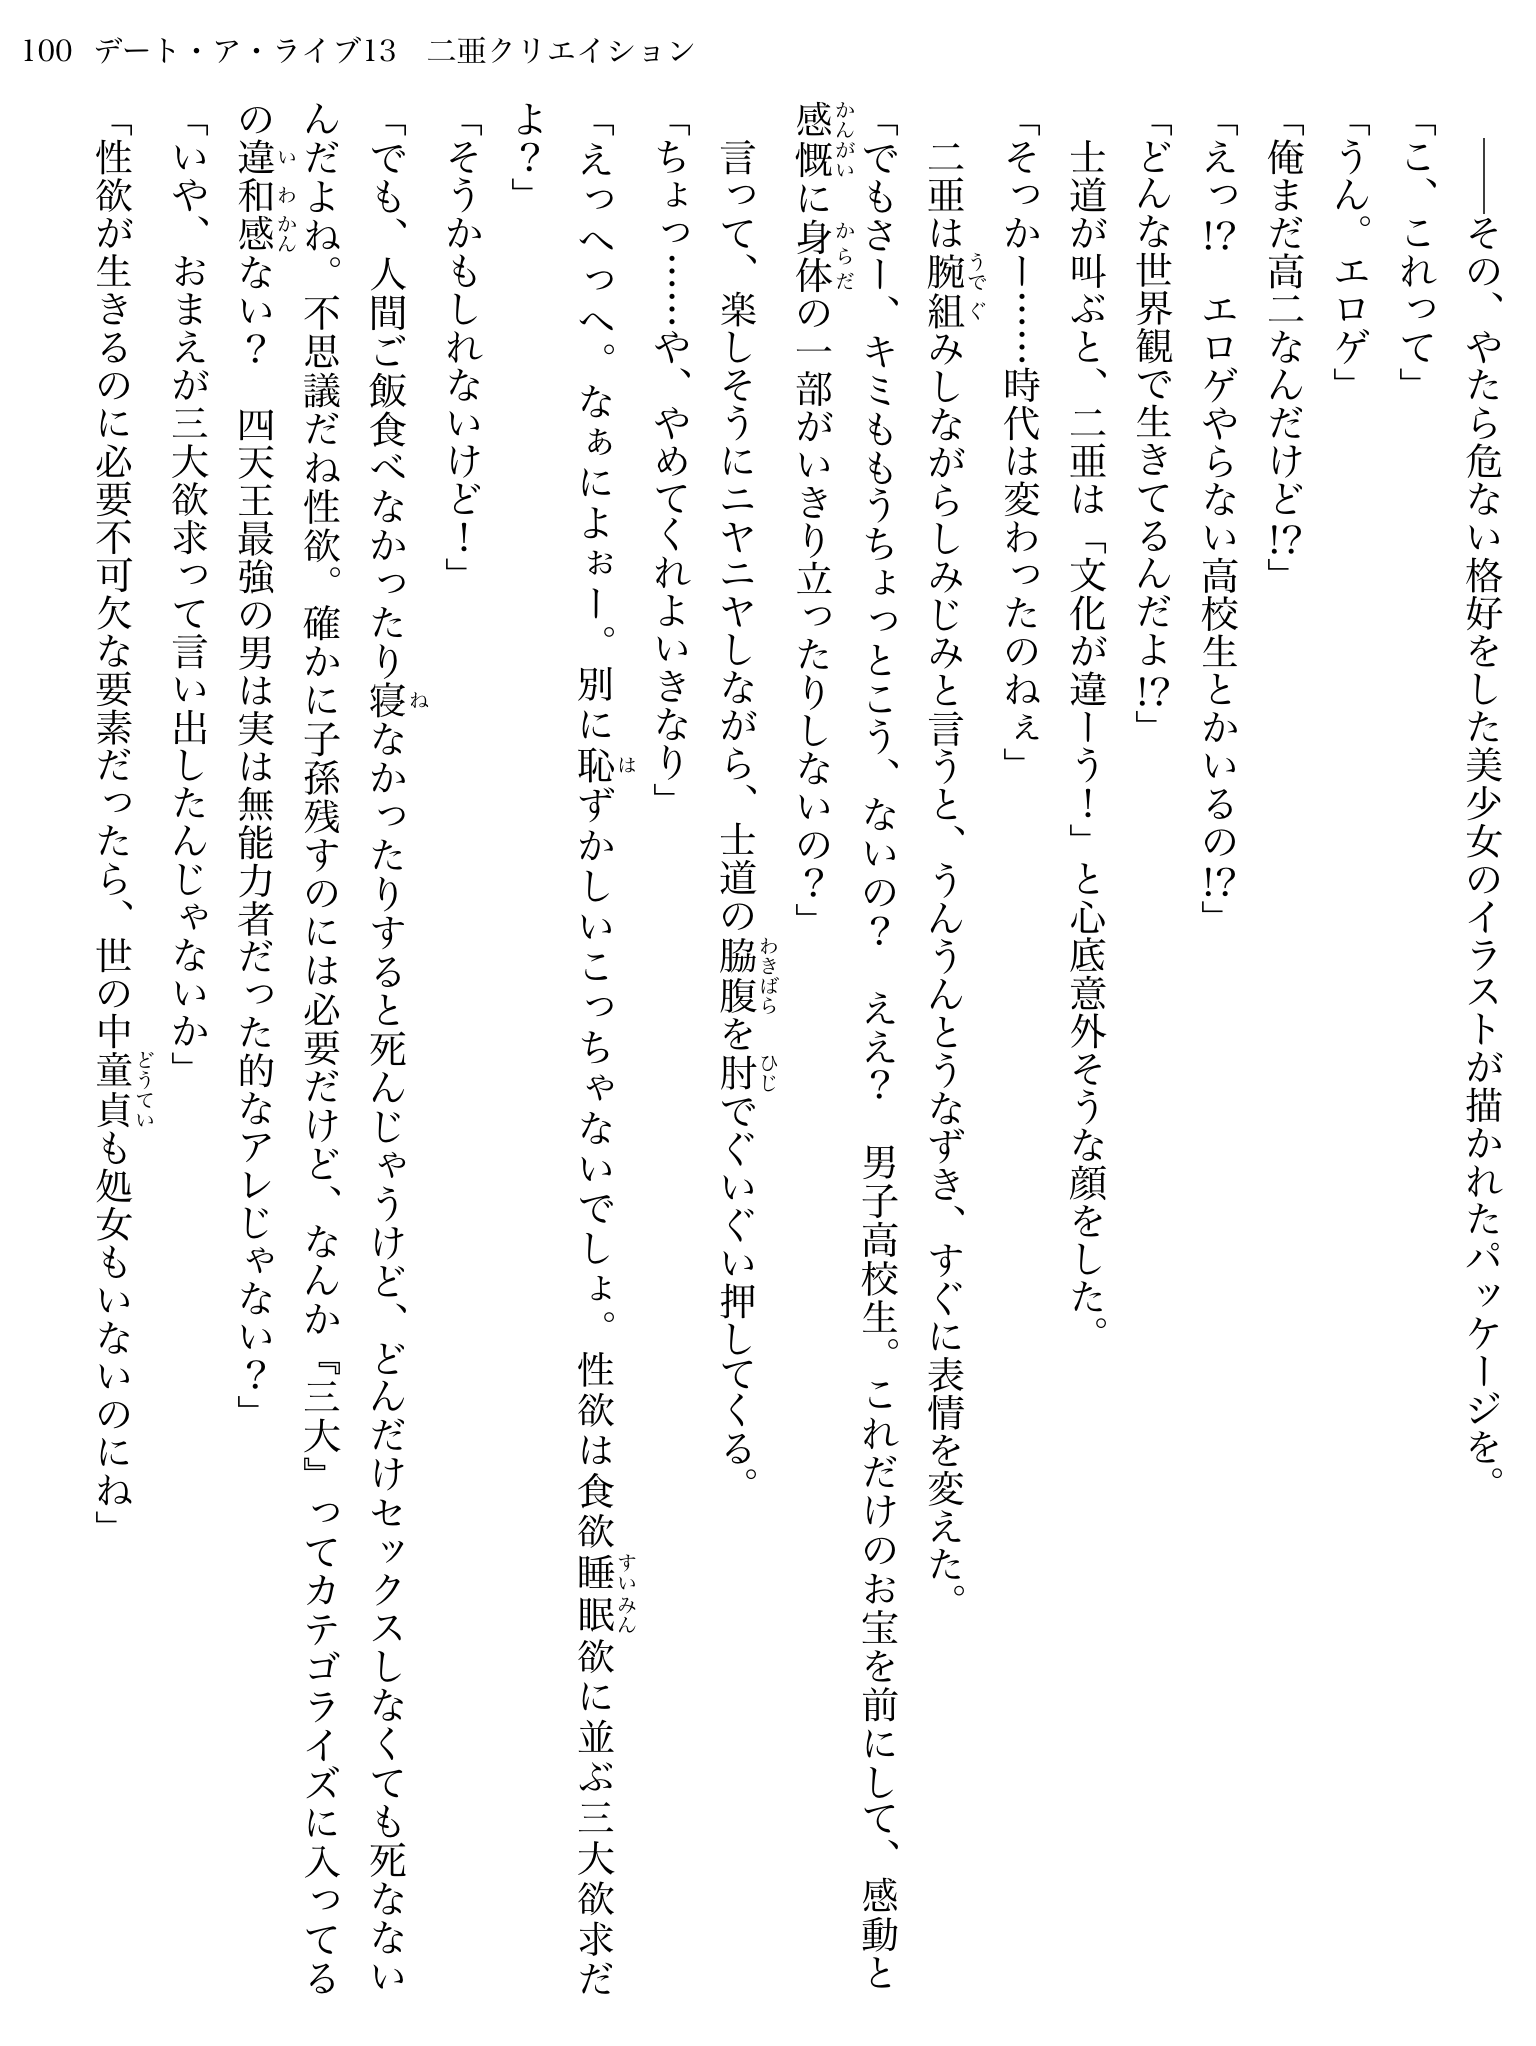 100 デート・ア・ライブ13　二亜クリエイション
――その、やたら危ない格好をした美少女のイラストが描かれたパッケージを。
「こ、これって」
「うん。エロゲ」
「俺まだ高二なんだけど!?」
「えっ!?　エロゲやらない高校生とかいるの!?」
「どんな世界観で生きてるんだよ!?」
士道が叫ぶと、二亜は「文化が違ーう！」と心底意外そうな顔をした。
「そっかー……時代は変わったのねぇ」
二亜は腕組みしながらしみじみと言うと、うんうんとうなずき、すぐに表情を変えた。
「でもさー、キミももうちょっとこう、ないの？　ええ？　男子高校生。これだけのお宝を前にして、感動と
感慨に身体の一部がいきり立ったりしないの？」
言って、楽しそうにニヤニヤしながら、士道の脇腹を肘でぐいぐい押してくる。
「ちょっ……や、やめてくれよいきなり」
「えっへっへ。なぁによぉー。別に恥ずかしいこっちゃないでしょ。性欲は食欲睡眠欲に並ぶ三大欲求だ
よ？」
「そうかもしれないけど！」
「でも、人間ご飯食べなかったり寝なかったりすると死んじゃうけど、どんだけセックスしなくても死なない
んだよね。不思議だね性欲。確かに子孫残すのには必要だけど、なんか『三大』ってカテゴライズに入ってる
の違和感ない？　四天王最強の男は実は無能力者だった的なアレじゃない？」
「いや、おまえが三大欲求って言い出したんじゃないか」
「性欲が生きるのに必要不可欠な要素だったら、世の中童貞も処女もいないのにね」